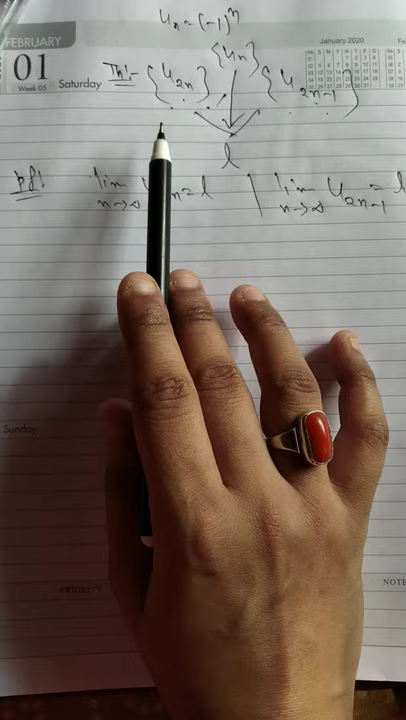 uₙ = (-1)ⁿ
FEBRUARY
January 2020
01
Week 05
Saturday
Th!:- {u₂ₙ}, {uₙ} {u₂ₙ₋₁}
l
Pf!
lim n→∞ U₂ₙ = l | lim n→∞ U₂ₙ₋₁ = l
Sunday
PRIORITY
NOTE